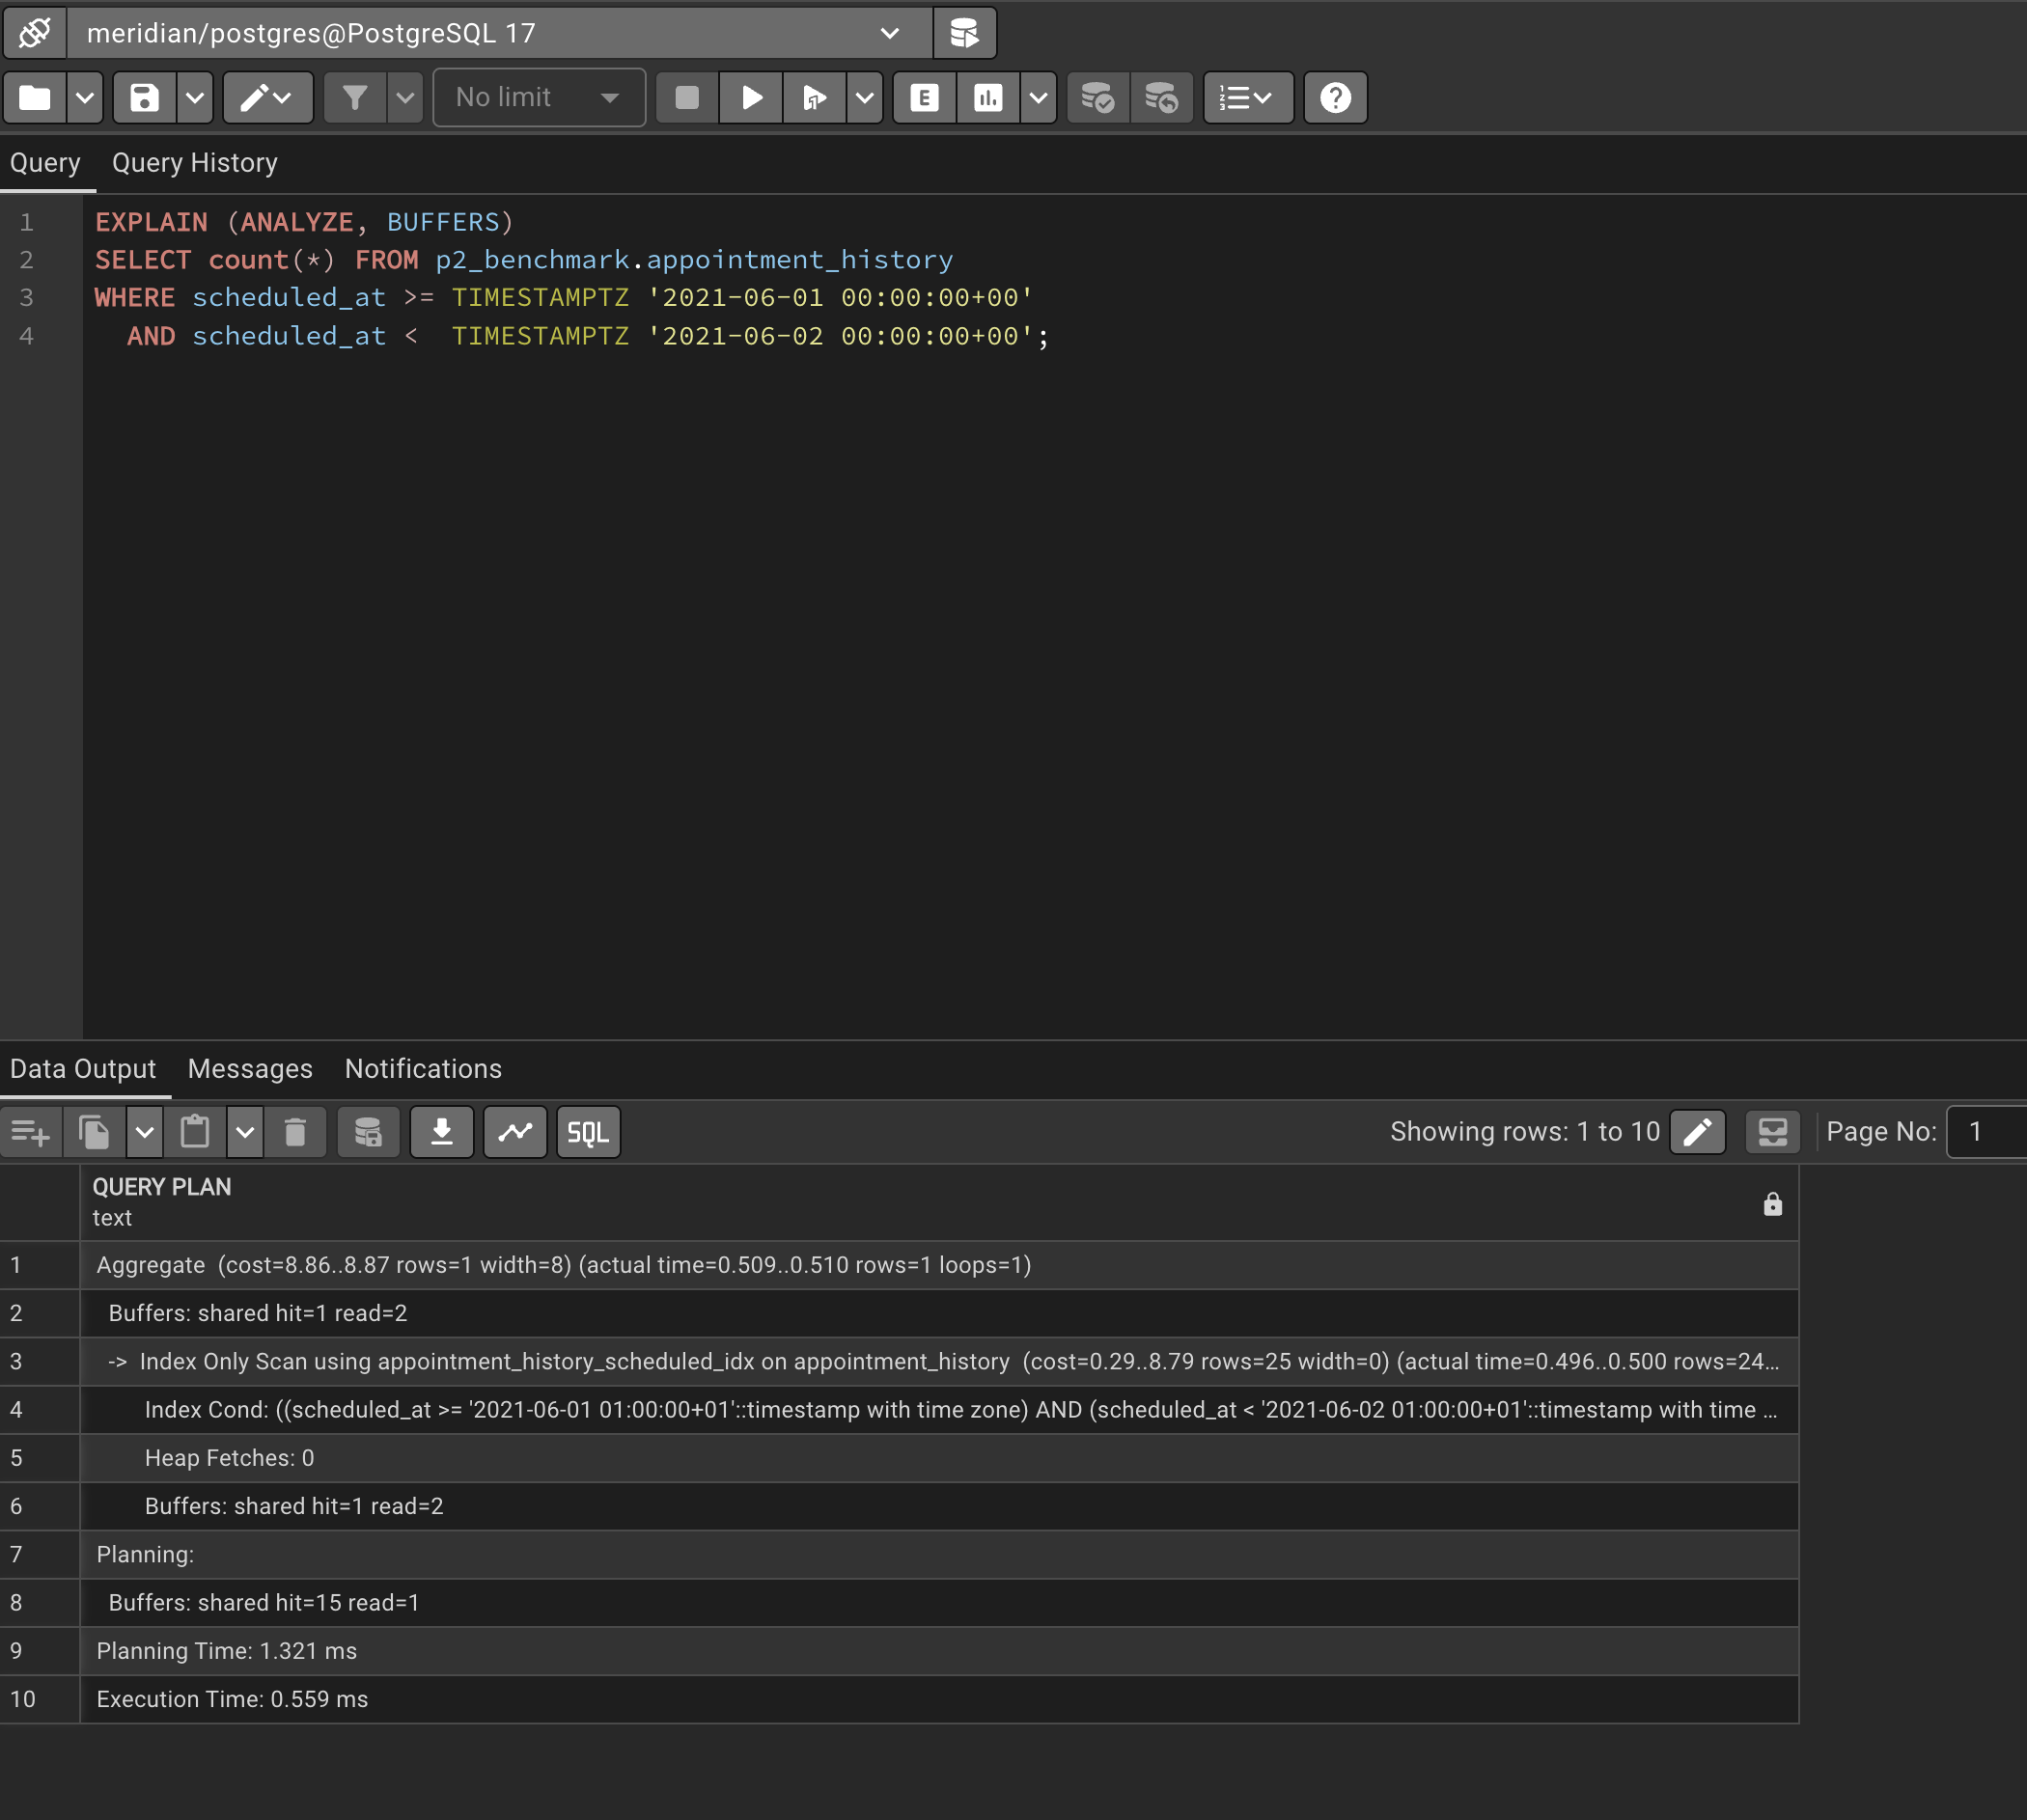 meridian/postgres@PostgreSQL 17
No limit
E
Query Query History
1 EXPLAIN (ANALYZE, BUFFERS)
2 SELECT count(*) FROM p2_benchmark.appointment_history
3 WHERE scheduled_at >= TIMESTAMPTZ '2021-06-01 00:00:00+00'
4   AND scheduled_at <  TIMESTAMPTZ '2021-06-02 00:00:00+00';
Data Output Messages Notifications
SQL Showing rows: 1 to 10 Page No: 1
QUERY PLAN
text
1 Aggregate  (cost=8.86..8.87 rows=1 width=8) (actual time=0.509..0.510 rows=1 loops=1)
2   Buffers: shared hit=1 read=2
3   ->  Index Only Scan using appointment_history_scheduled_idx on appointment_history  (cost=0.29..8.79 rows=25 width=0) (actual time=0.496..0.500 rows=24...
4         Index Cond: ((scheduled_at >= '2021-06-01 01:00:00+01'::timestamp with time zone) AND (scheduled_at < '2021-06-02 01:00:00+01'::timestamp with time ...
5         Heap Fetches: 0
6         Buffers: shared hit=1 read=2
7 Planning:
8   Buffers: shared hit=15 read=1
9 Planning Time: 1.321 ms
10 Execution Time: 0.559 ms